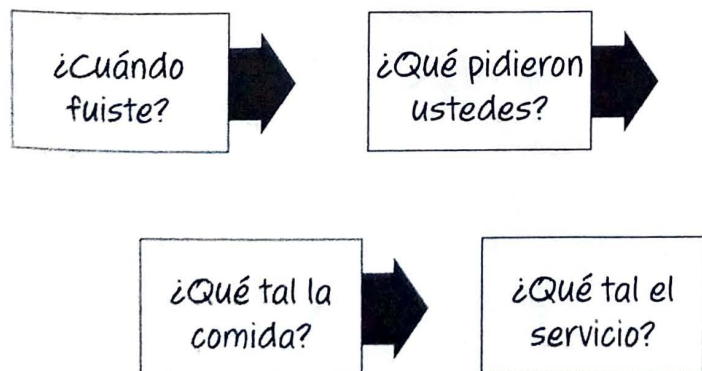 ¿Cuándo
fuiste?
¿Qué pidieron
ustedes?
¿Qué tal la
comida?
¿Qué tal el
servicio?